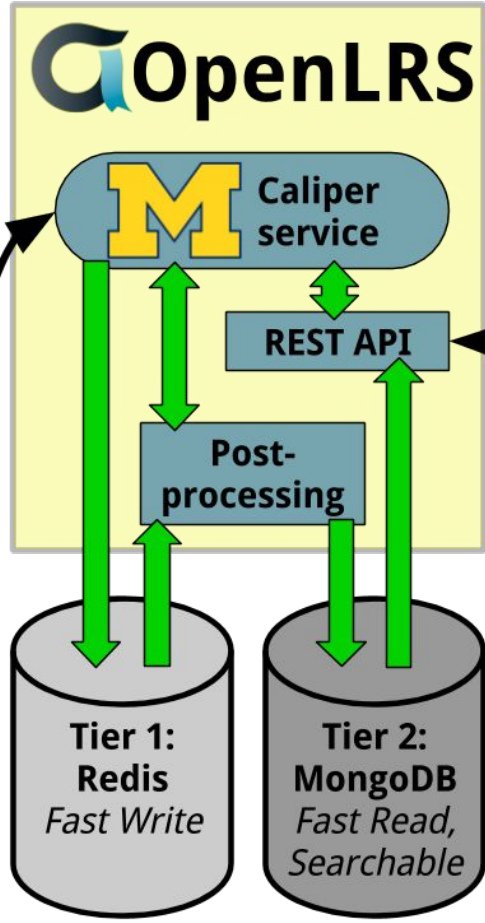 OpenLRS
M
Caliper
service
REST API
Post-
processing
Tier 1:
Redis
Fast Write
Tier 2:
MongoDB
Fast Read,
Searchable